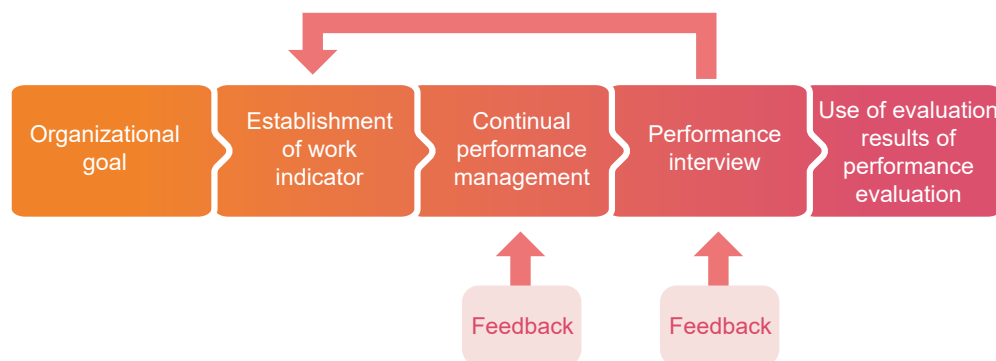 Organizational
goal
Establishment
of work
indicator
Continual
performance
management
Performance
interview
Use of evaluation
results of
performance
evaluation
Feedback
Feedback